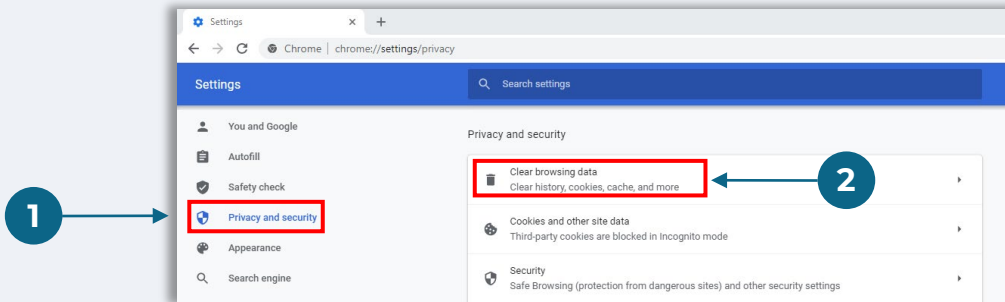 Settings
Chrome | chrome://settings/privacy
Settings
Search settings
You and Google
Autofill
Safety check
Privacy and security
Appearance
Search engine
Privacy and security
Clear browsing data
Clear history, cookies, cache, and more
Cookies and other site data
Third-party cookies are blocked in Incognito mode
Security
Safe Browsing (protection from dangerous sites) and other security settings
1
2